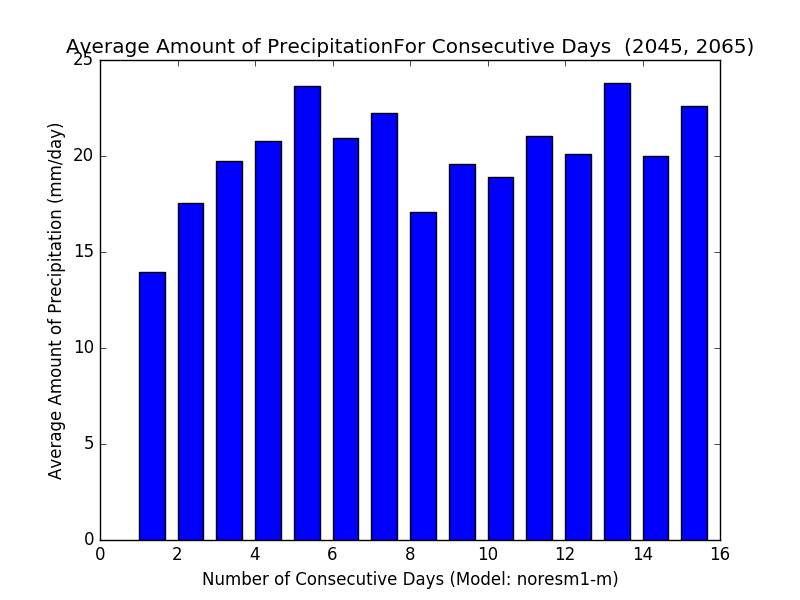 Average Amount of PrecipitationFor Consecutive Days  (2045, 2065)
25
20
15
10
5
0
Average Amount of Precipitation (mm/day)
0 2 4 6 8 10 12 14 16
Number of Consecutive Days (Model: noresm1-m)